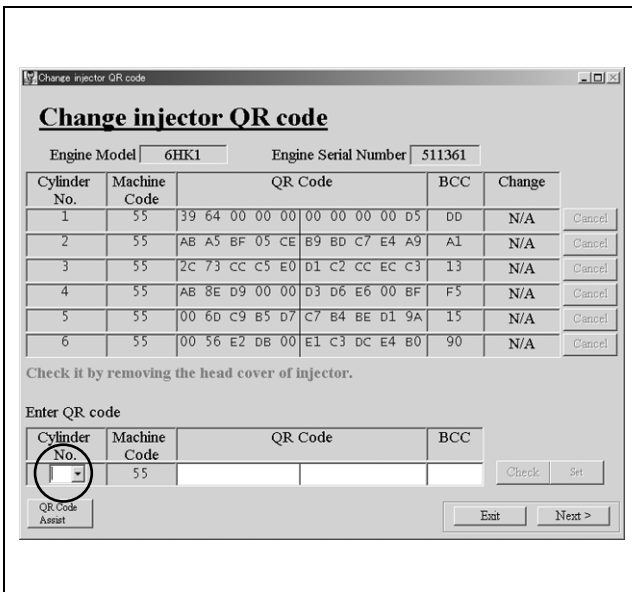 Change injector QR code
Change injector QR code
Engine Model 6HK1 Engine Serial Number 511361
Cylinder No. Machine Code QR Code BCC Change
1 55 39 64 00 00 00 00 00 00 00 D5 DD N/A Cancel
2 55 AB A5 BF 05 CE B9 BD C7 E4 A9 A1 N/A Cancel
3 55 2C 73 CC C5 E0 D1 C2 CC EC C3 13 N/A Cancel
4 55 AB 8E D9 00 00 D3 D6 E6 00 BF F5 N/A Cancel
5 55 00 6D C9 B5 D7 C7 B4 BE D1 9A 15 N/A Cancel
6 55 00 56 E2 DB 00 E1 C3 DC E4 B0 90 N/A Cancel
Check it by removing the head cover of injector.
Enter QR code
Cylinder No. Machine Code QR Code BCC
55 Check Set
QR Code
Assist
Exit Next >